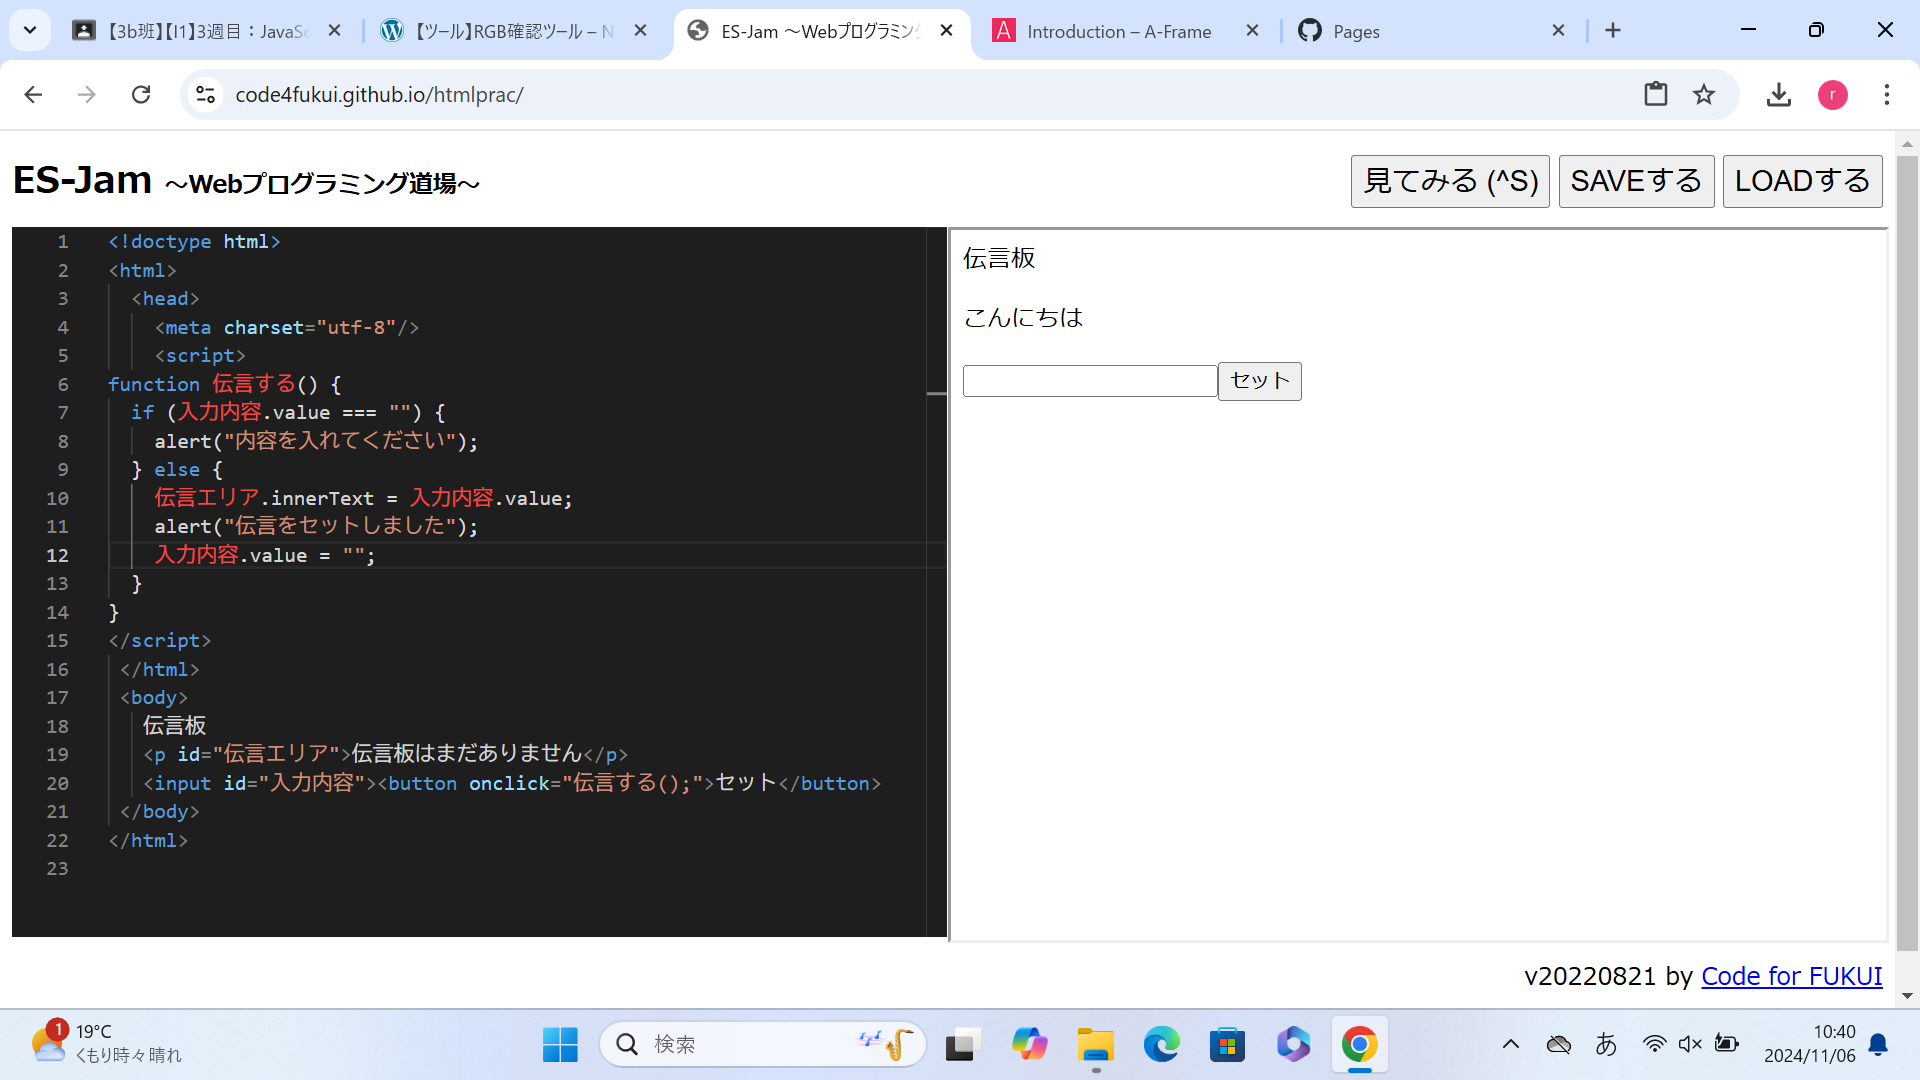 【3b班】【I1】3週目：JavaSc
【ツール】RGB確認ツール – N
ES-Jam ～Webプログラミング
Introduction – A-Frame
Pages
code4fukui.github.io/htmlprac/
r
ES-Jam ～Webプログラミング道場～
見てみる (^S)
SAVEする
LOADする
1 <!doctype html>
2 <html>
3 <head>
4 <meta charset="utf-8"/>
5 <script>
6 function 伝言する() {
7 if (入力内容.value === "") {
8 alert("内容を入れてください");
9 } else {
10 伝言エリア.innerText = 入力内容.value;
11 alert("伝言をセットしました");
12 入力内容.value = "";
13 }
14 }
15 </script>
16 </html>
17 <body>
18 伝言板
19 <p id="伝言エリア">伝言板はまだありません</p>
20 <input id="入力内容"><button onclick="伝言する();">セット</button>
21 </body>
22 </html>
23
伝言板
こんにちは
セット
v20220821 by Code for FUKUI
1
19°C
くもり時々晴れ
検索
あ
10:40
2024/11/06